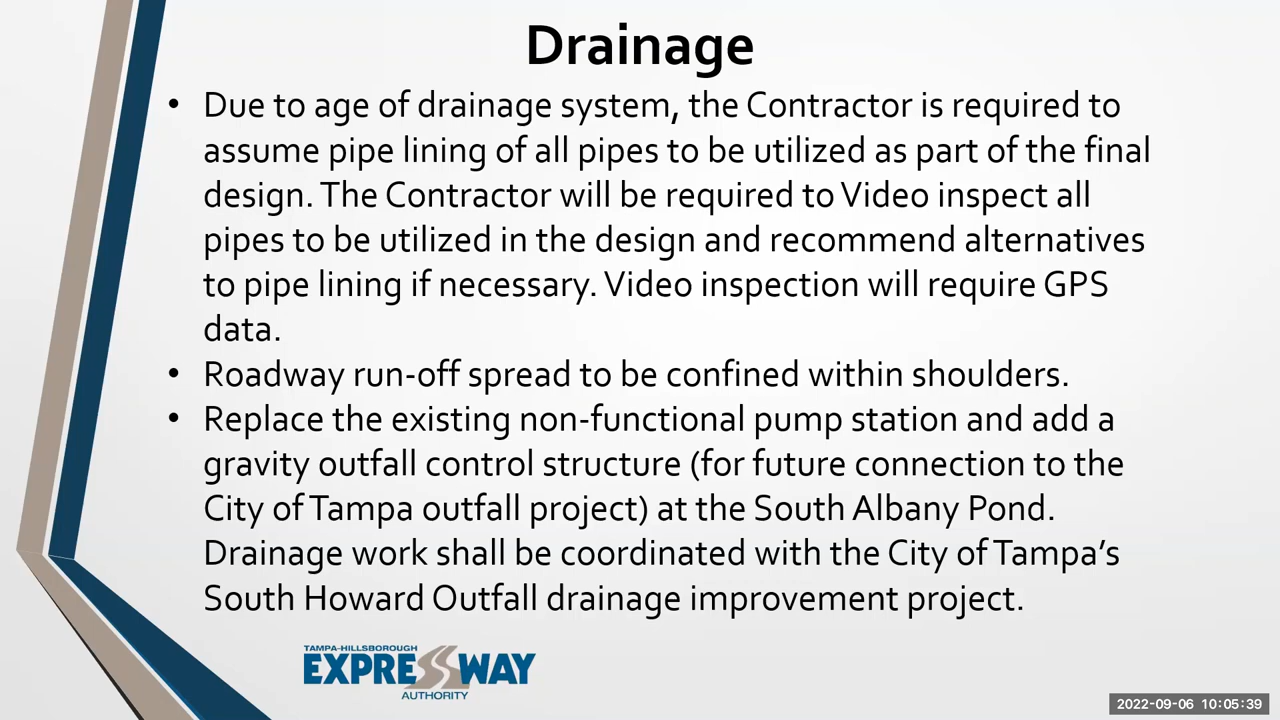 Drainage
• Due to age of drainage system, the Contractor is required to
assume pipe lining of all pipes to be utilized as part of the final
design. The Contractor will be required to Video inspect all
pipes to be utilized in the design and recommend alternatives
to pipe lining if necessary. Video inspection will require GPS
data.
• Roadway run-off spread to be confined within shoulders.
• Replace the existing non-functional pump station and add a
gravity outfall control structure (for future connection to the
City of Tampa outfall project) at the South Albany Pond.
Drainage work shall be coordinated with the City of Tampa’s
South Howard Outfall drainage improvement project.
TAMPA-HILLSBOROUGH
EXPRESSWAY
AUTHORITY
2022-09-06 10:05:39